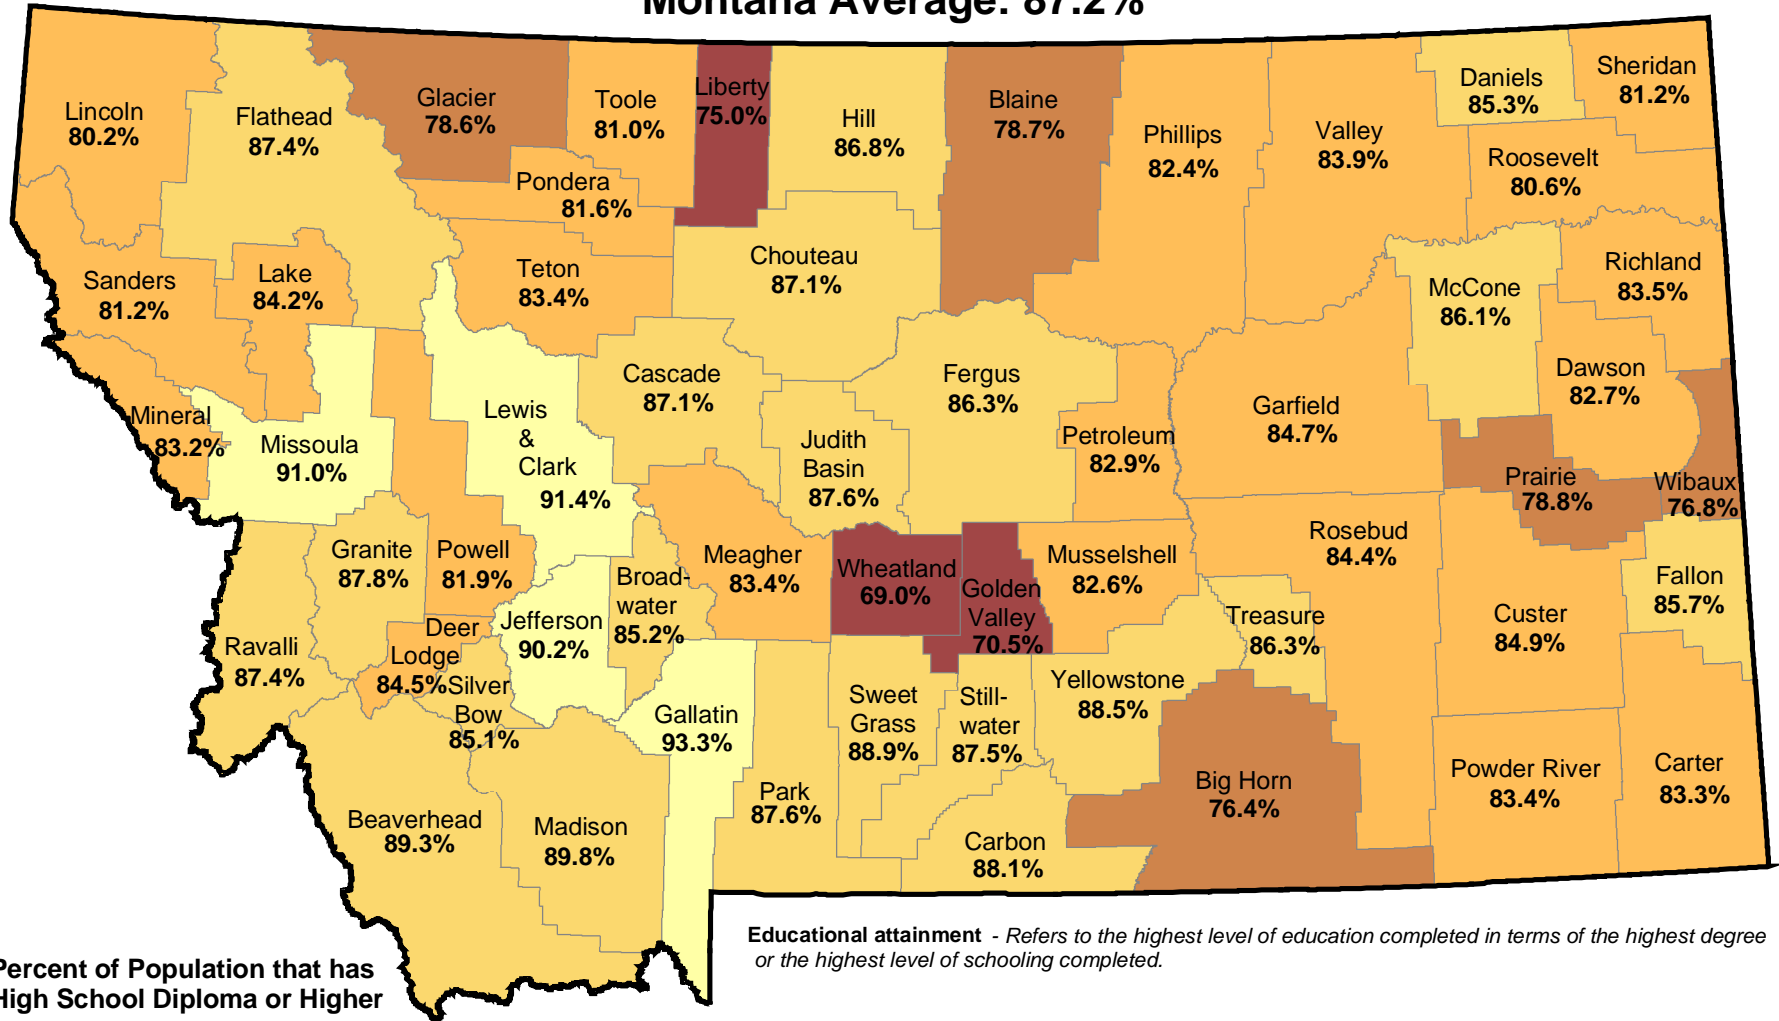 Montana Average: 87.2%
Lincoln
80.2%
Flathead
87.4%
Glacier
78.6%
Toole
81.0%
Liberty
75.0%
Hill
86.8%
Blaine
78.7%
Phillips
82.4%
Valley
83.9%
Daniels
85.3%
Sheridan
81.2%
Roosevelt
80.6%
Pondera
81.6%
Sanders
81.2%
Lake
84.2%
Teton
83.4%
Chouteau
87.1%
McCone
86.1%
Richland
83.5%
Mineral
83.2%
Missoula
91.0%
Lewis
&
Clark
91.4%
Cascade
87.1%
Judith
Basin
87.6%
Fergus
86.3%
Petroleum
82.9%
Garfield
84.7%
Dawson
82.7%
Prairie
78.8%
Wibaux
76.8%
Granite
87.8%
Powell
81.9%
Broad-
water
85.2%
Meagher
83.4%
Wheatland
69.0%
Golden
Valley
70.5%
Musselshell
82.6%
Rosebud
84.4%
Treasure
86.3%
Custer
84.9%
Fallon
85.7%
Ravalli
87.4%
Deer
Lodge
84.5%
Jefferson
90.2%
Silver
Bow
85.1%
Gallatin
93.3%
Sweet
Grass
88.9%
Still-
water
87.5%
Yellowstone
88.5%
Beaverhead
89.3%
Madison
89.8%
Park
87.6%
Carbon
88.1%
Big Horn
76.4%
Powder River
83.4%
Carter
83.3%
Educational attainment - Refers to the highest level of education completed in terms of the highest degree
or the highest level of schooling completed.
Percent of Population that has
High School Diploma or Higher